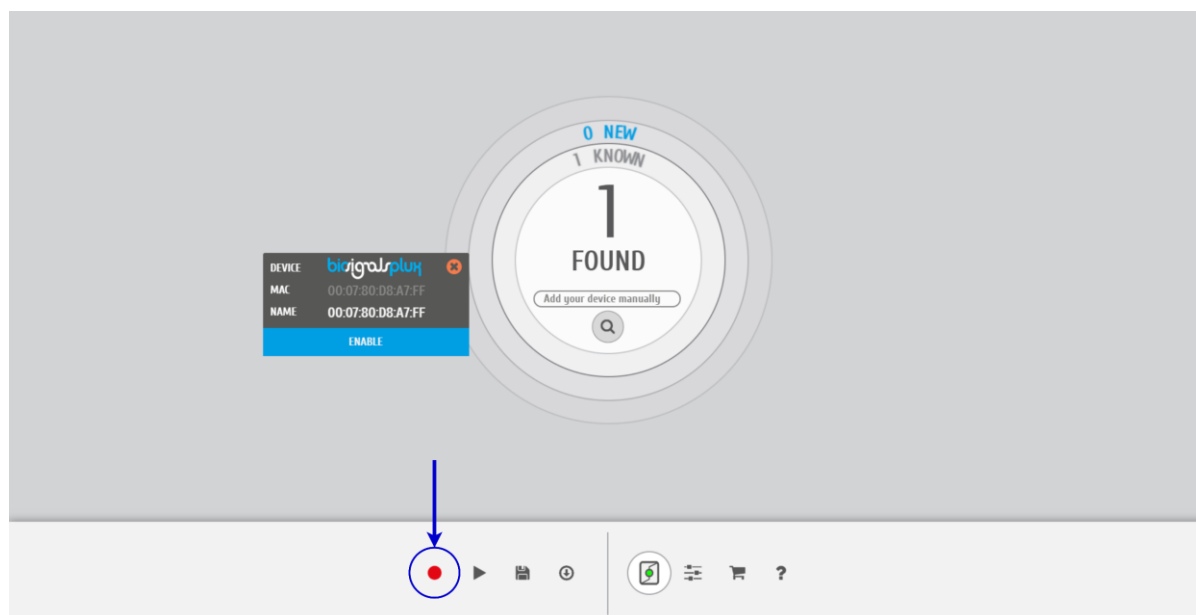 0 NEW
1 KNOWN
1
FOUND
Add your device manually
DEVICE biosignalsplux
MAC 00:07:80:D8:A7:FF
NAME 00:07:80:D8:A7:FF
ENABLE
?